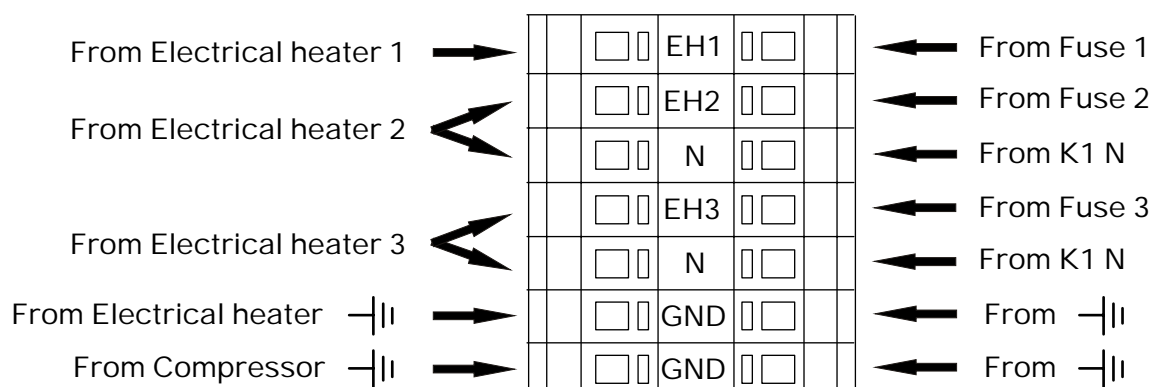 From Electrical heater 1 EH1 From Fuse 1
From Electrical heater 2 EH2 From Fuse 2
N From K1 N
From Electrical heater 3 EH3 From Fuse 3
N From K1 N
From Electrical heater GND From
From Compressor GND From